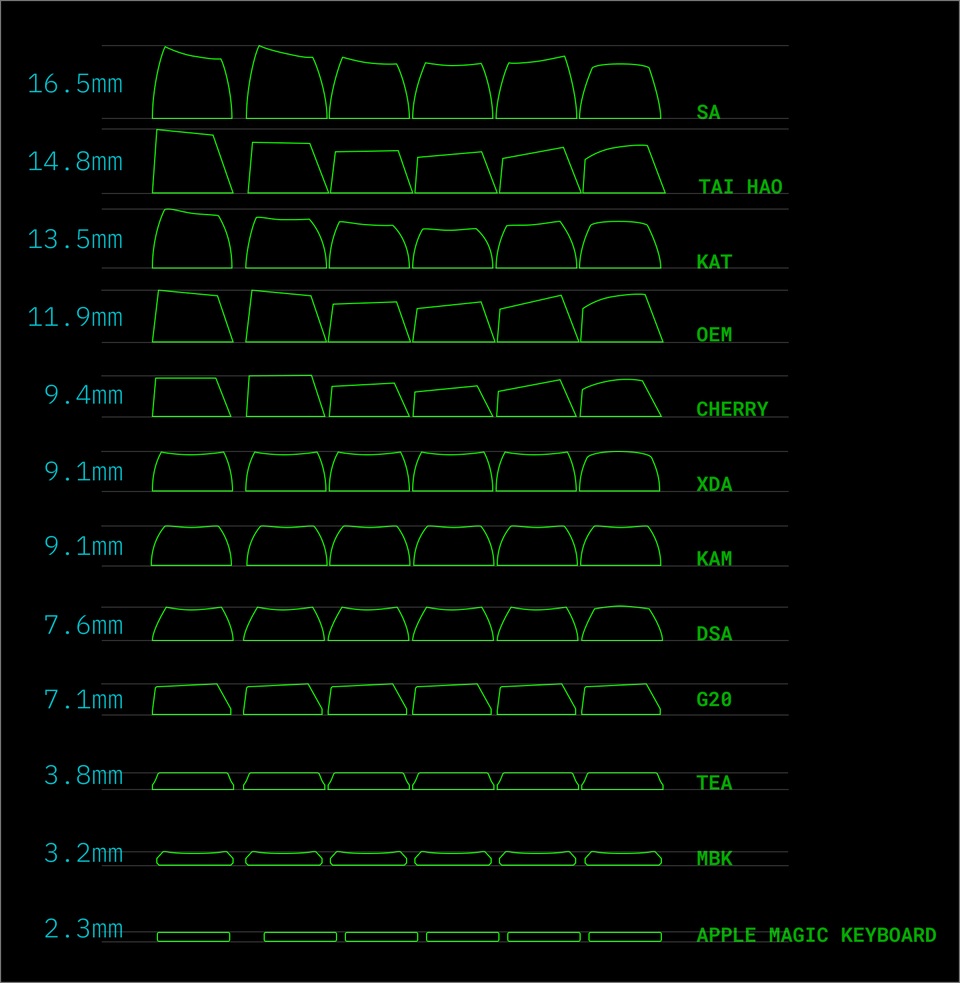 16.5mm SA
14.8mm TAI HAO
13.5mm KAT
11.9mm OEM
9.4mm CHERRY
9.1mm XDA
9.1mm KAM
7.6mm DSA
7.1mm G20
3.8mm TEA
3.2mm MBK
2.3mm APPLE MAGIC KEYBOARD